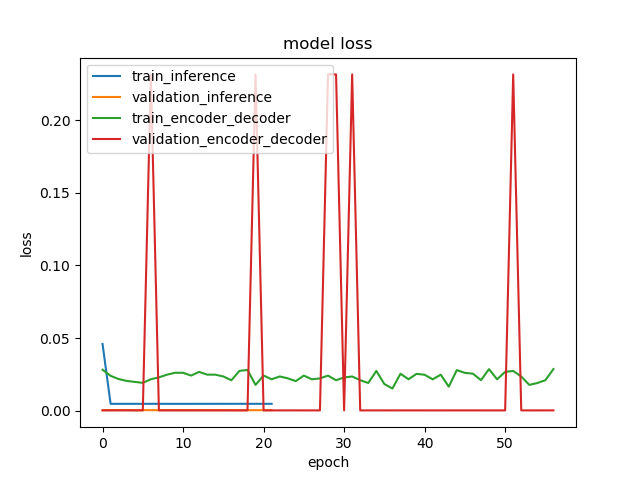 model loss
train_inference
validation_inference
train_encoder_decoder
validation_encoder_decoder
loss
0.20
0.15
0.10
0.05
0.00
0 10 20 30 40 50
epoch